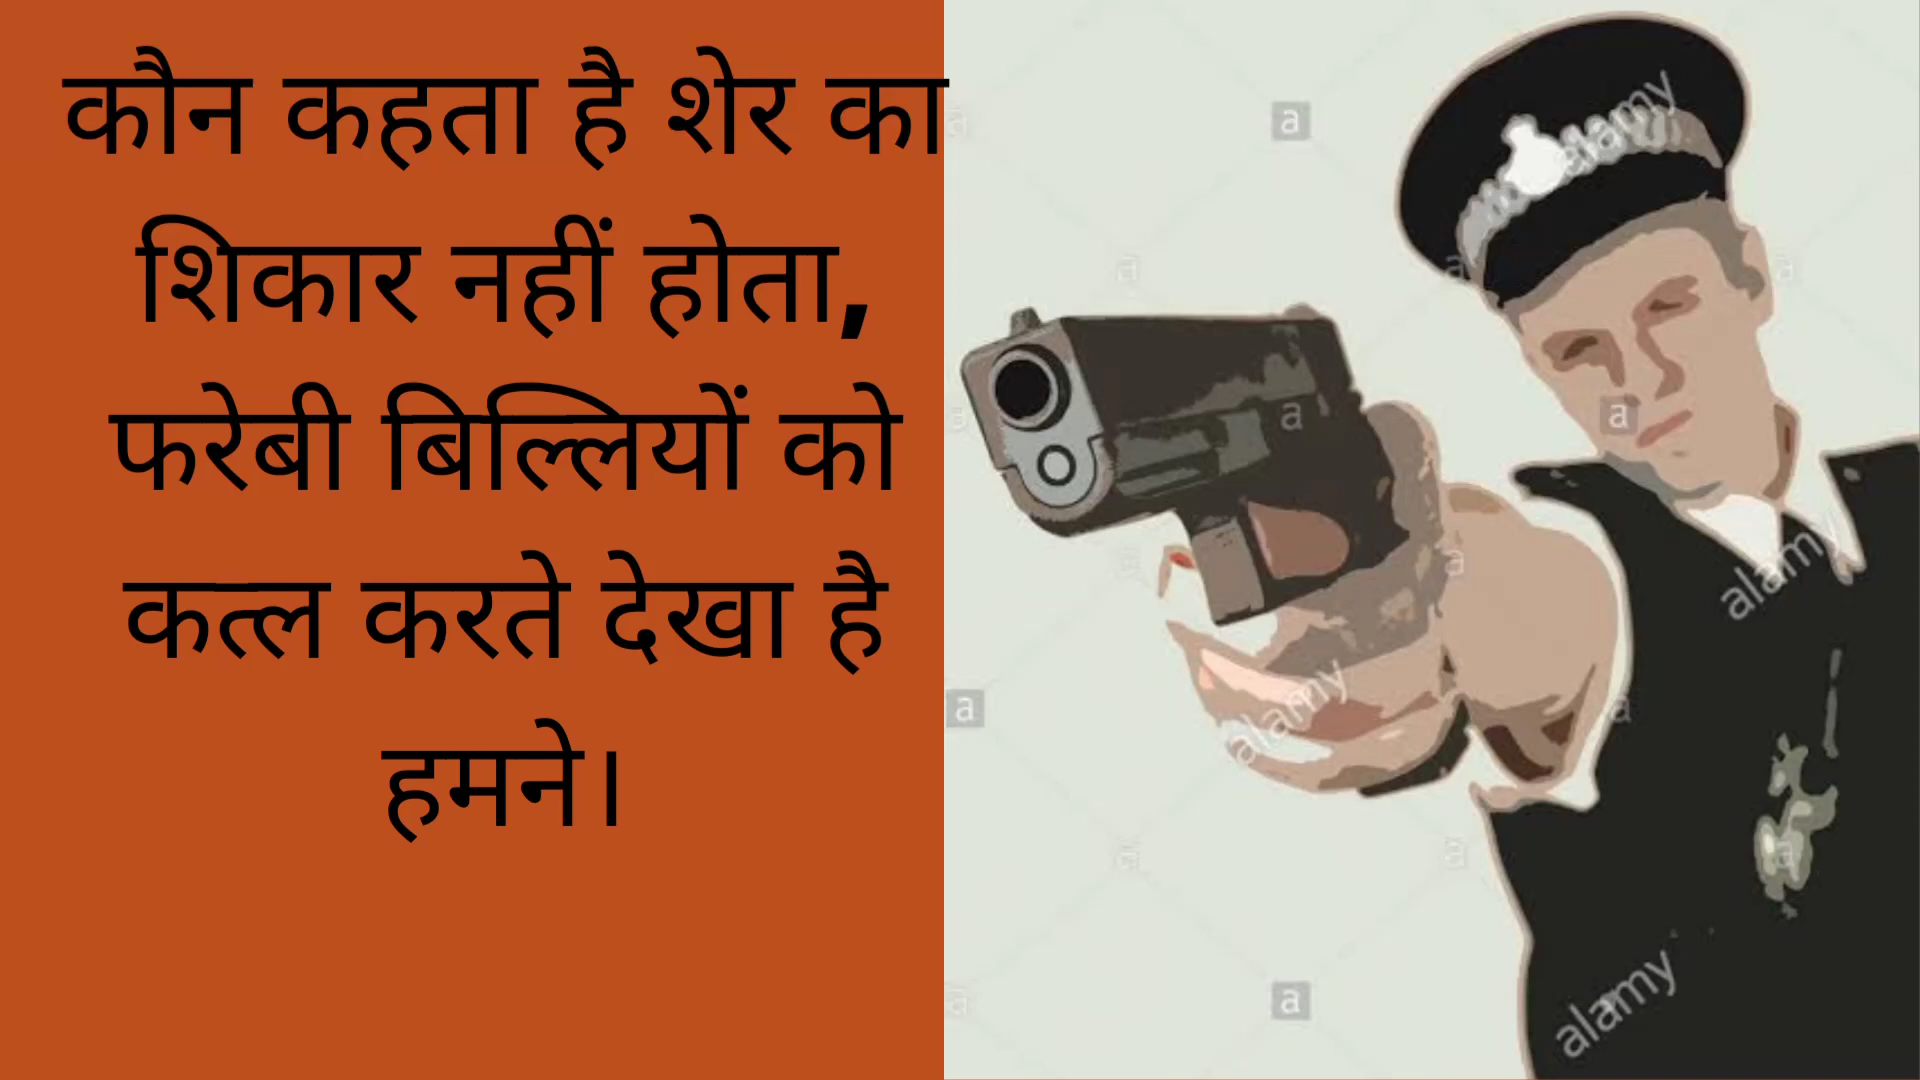 कौन कहता है शेर का
शिकार नहीं होता,
फरेबी बिल्लियों को
कत्ल करते देखा है
हमने।
alamy
alamy
alamy
alamy